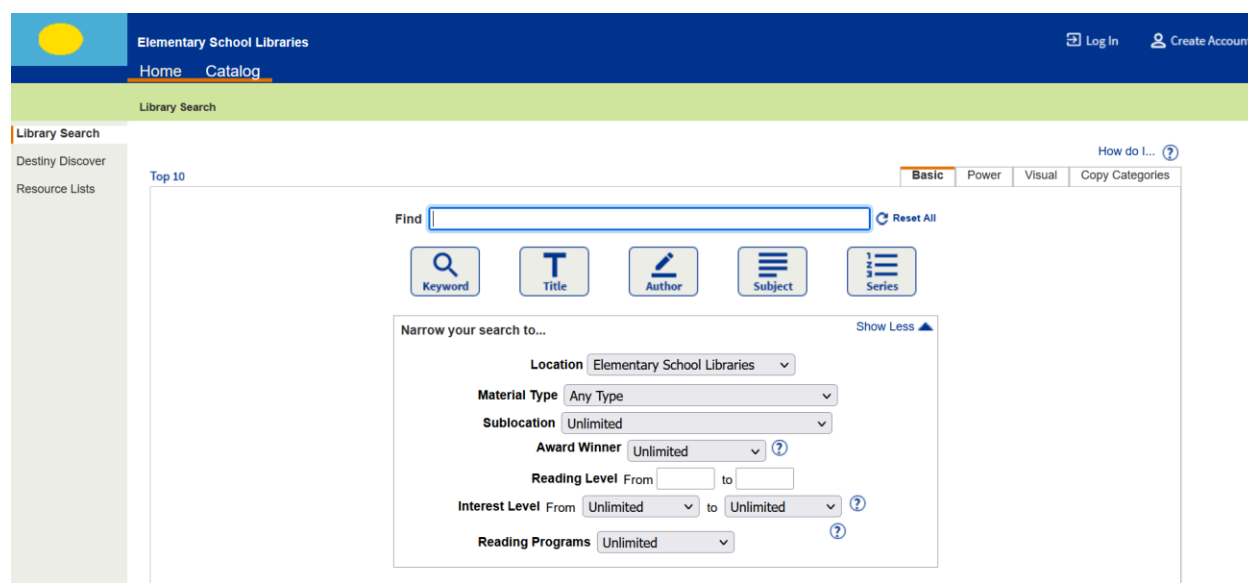 Elementary School Libraries
Log In Create Accoun
Home Catalog
Library Search
Library Search
Destiny Discover
Resource Lists
How do I... ?
Top 10
Basic Power Visual Copy Categories
Find Reset All
Keyword Title Author Subject Series
Narrow your search to... Show Less
Location Elementary School Libraries
Material Type Any Type
Sublocation Unlimited
Award Winner Unlimited ?
Reading Level From to
Interest Level From Unlimited to Unlimited ?
Reading Programs Unlimited ?